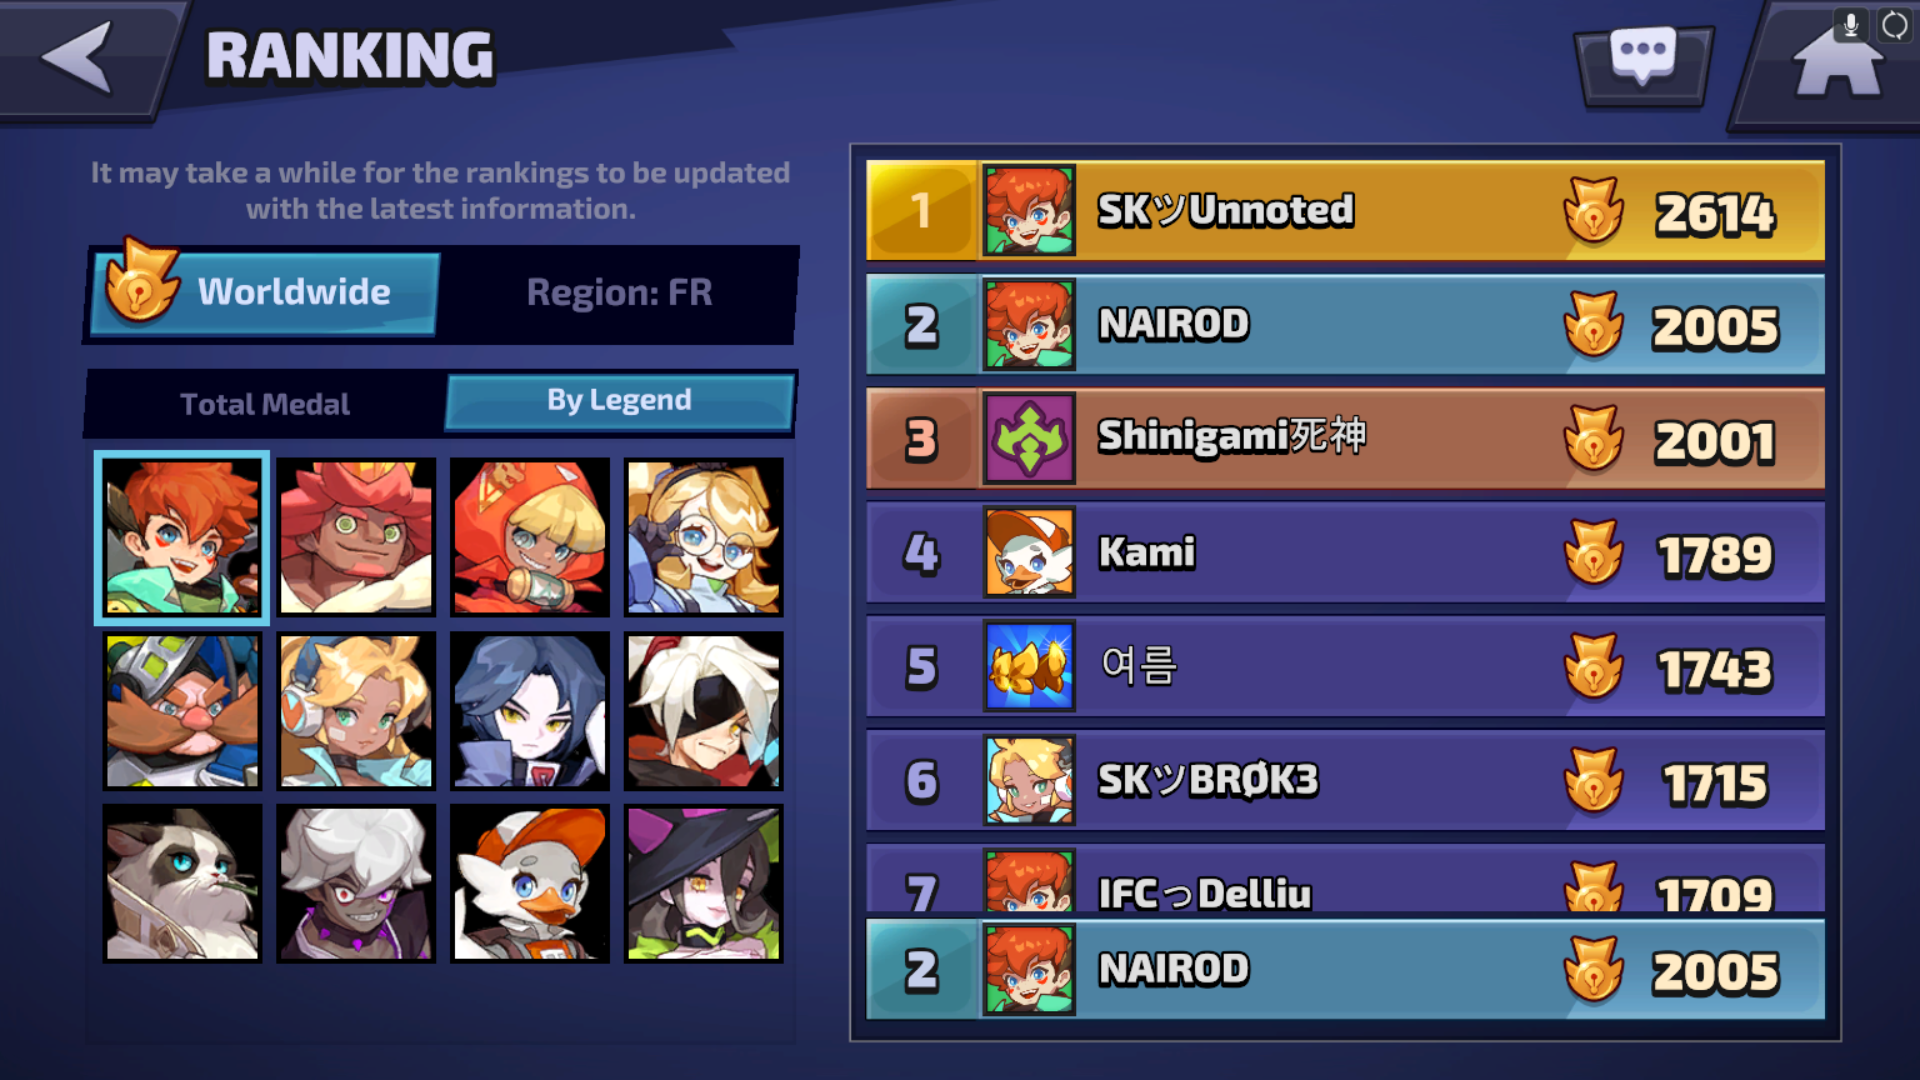 RANKING
It may take a while for the rankings to be updated
with the latest information.
Worldwide
Region: FR
Total Medal
By Legend
1 SKツUnnoted 2614
2 NAIROD 2005
3 Shinigami死神 2001
4 Kami 1789
5 여름 1743
6 SKツBRØK3 1715
7 IFCっDelliu 1709
2 NAIROD 2005